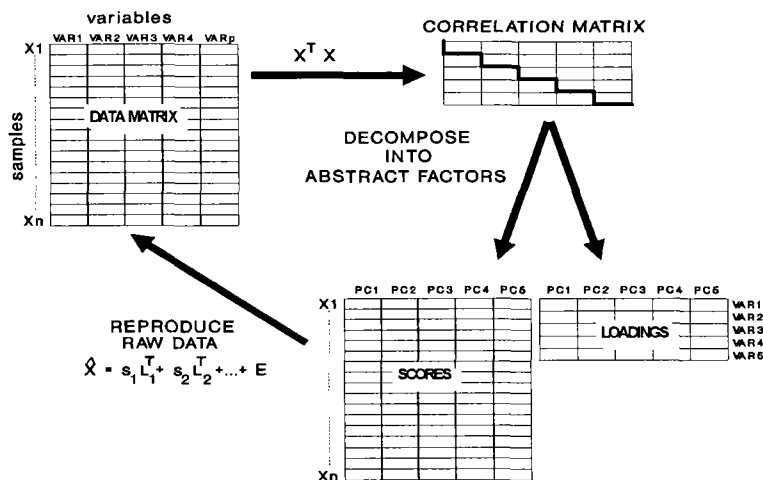 variables
VAR1 VAR2 VAR3 VAR4 VARp
X1
samples
Xn
DATA MATRIX
X^T X
CORRELATION MATRIX
DECOMPOSE
INTO
ABSTRACT FACTORS
REPRODUCE
RAW DATA
X̂ = s₁L₁ᵀ + s₂L₂ᵀ +...+ E
PC1 PC2 PC3 PC4 PC5
X1
SCORES
Xn
PC1 PC2 PC3 PC4 PC5
LOADINGS
VAR1
VAR2
VAR3
VAR4
VAR5